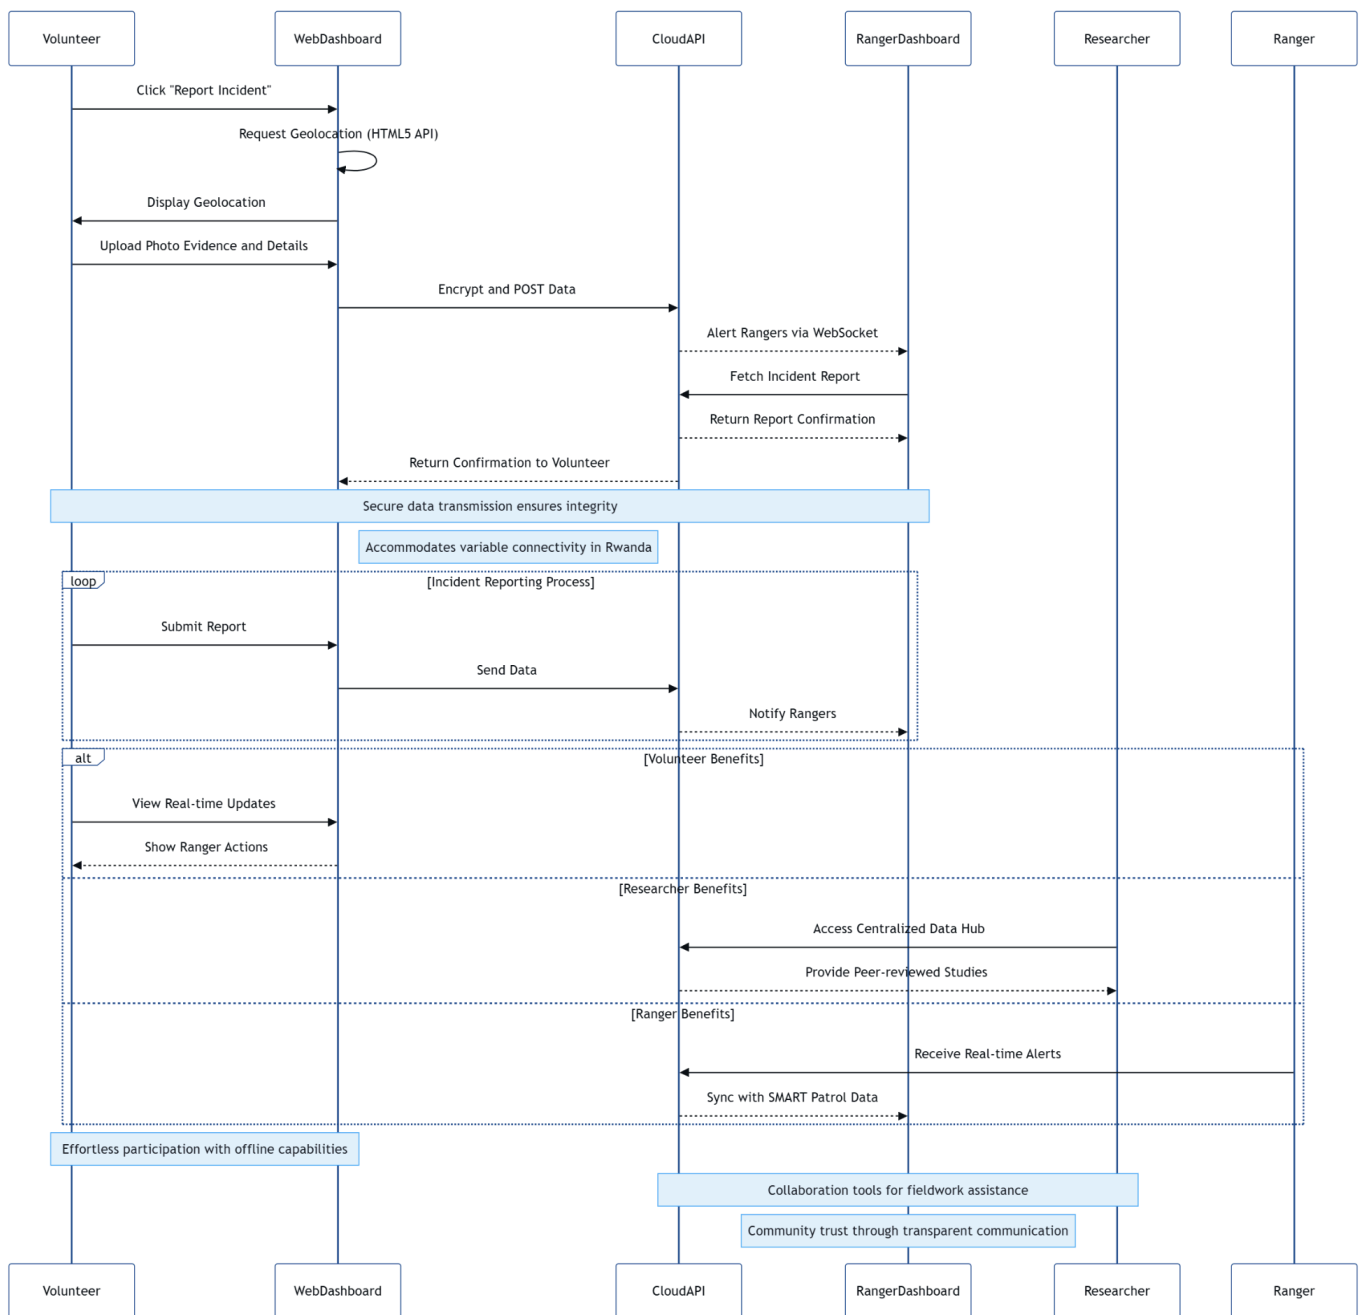 Volunteer
WebDashboard
CloudAPI
RangerDashboard
Researcher
Ranger
Click "Report Incident"
Request Geolocation (HTML5 API)
Display Geolocation
Upload Photo Evidence and Details
Encrypt and POST Data
Alert Rangers via WebSocket
Fetch Incident Report
Return Report Confirmation
Return Confirmation to Volunteer
Secure data transmission ensures integrity
Accommodates variable connectivity in Rwanda
loop
[Incident Reporting Process]
Submit Report
Send Data
Notify Rangers
alt
[Volunteer Benefits]
View Real-time Updates
Show Ranger Actions
[Researcher Benefits]
Access Centralized Data Hub
Provide Peer-reviewed Studies
[Ranger Benefits]
Receive Real-time Alerts
Sync with SMART Patrol Data
Effortless participation with offline capabilities
Collaboration tools for fieldwork assistance
Community trust through transparent communication
Volunteer
WebDashboard
CloudAPI
RangerDashboard
Researcher
Ranger